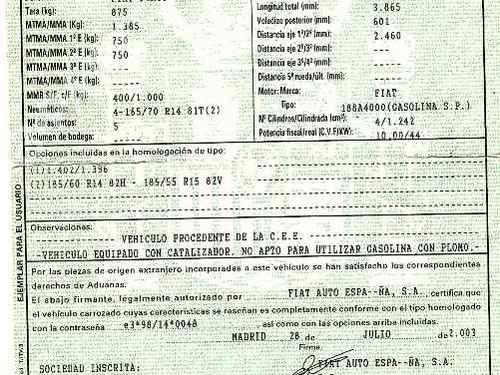 Tara (kg): 875
MTMA/MMA (Kg): 1.385
MTMA/MMA 1º E (kg): 750
MTMA/MMA 2º E (kg): 750
MTMA/MMA 3º E (kg): ----
MTMA/MMA 4º E (kg): ----
MMR S/F, c/F (kg): 400/1.000
Neumáticos: 4-165/70 R14 81T(2)
Nº de asientos: 5
Volumen de bodega: -----
Longitud total (mm): 3.865
Voladizo posterior (mm): 601
Distancia eje 1º/2º (mm): 2.460
Distancia eje 2º/3º (mm): ---
Distancia eje 3º/4º (mm): ------
Distancia 5ª rueda/últ. (mm): -----
Motor: Marca: FIAT
Tipo: 188A4000(GASOLINA S.P.)
Nº Cilindros/Cilindrada (cm³): 4/1.242
Potencia fiscal/real (C.V.F)(KW): 10,00/44
Opciones incluidas en la homologación de tipo:
(1)1.402/1.396
(2)185/60 R14 82H - 185/55 R15 82V
Observaciones:
VEHICULO PROCEDENTE DE LA C.E.E.
-VEHICULO EQUIPADO CON CATALIZADOR. NO APTO PARA UTILIZAR GASOLINA CON PLOMO.-
Por las piezas de origen extranjero incorporadas a este vehículo se han satisfecho los correspondientes
derechos de Aduanas.
El abajo firmante, legalmente autorizado por FIAT AUTO ESPA--ÑA, S.A. certifica que
el vehículo carrozado cuyas características se reseñan es completamente conforme con el tipo homologado
con la contraseña e3*98/14*0048 así como con las opciones arriba incluidas.
MADRID 28 de JULIO de 2.003
Firma,
SOCIEDAD INSCRITA: FIAT AUTO ESPA--ÑA, S.A.
EJEMPLAR PARA EL USUARIO